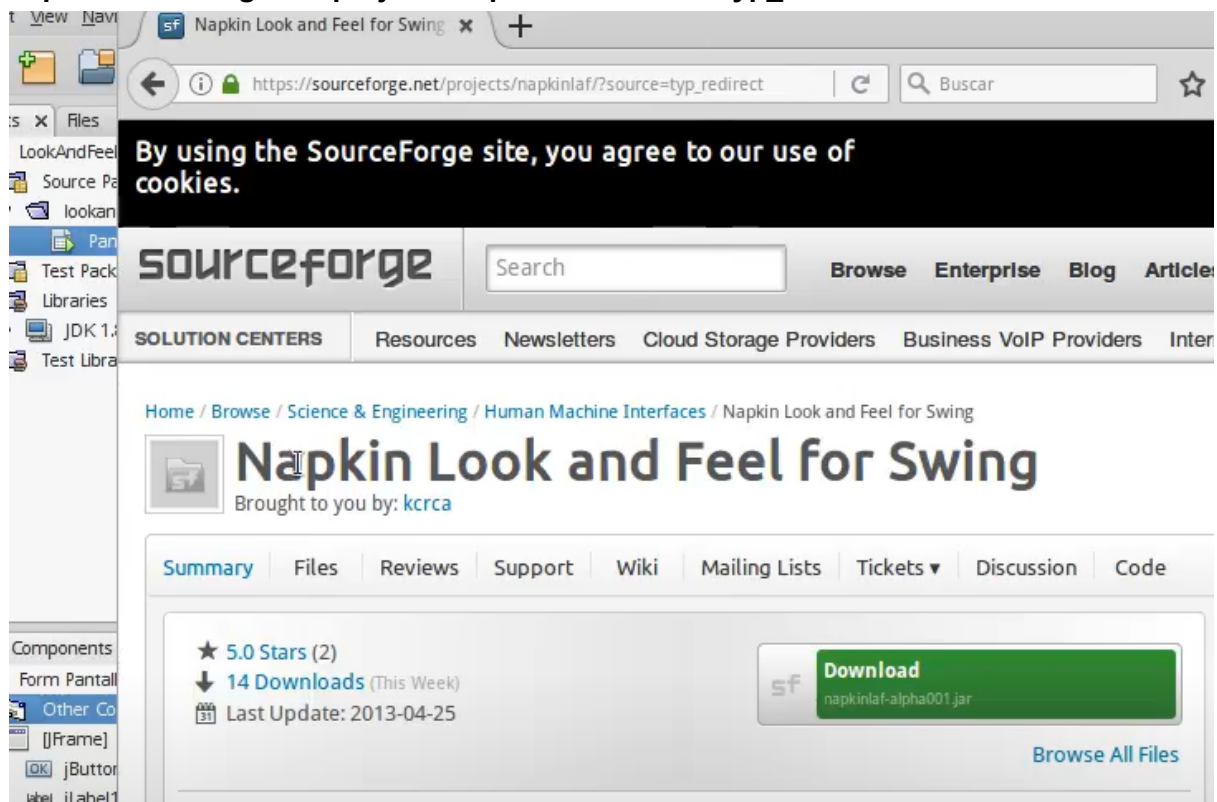 View Navi
Napkin Look and Feel for Swing
https://sourceforge.net/projects/napkinlaf/?source=typ_redirect
Buscar
Files
LookAndFeel
By using the SourceForge site, you agree to our use of
cookies.
Source Pa
lookan
Pan
Test Pack
Libraries
JDK 1.8
Test Libra
sourceforge
Search
Browse Enterprise Blog Articles
SOLUTION CENTERS Resources Newsletters Cloud Storage Providers Business VoIP Providers Inter
Home / Browse / Science & Engineering / Human Machine Interfaces / Napkin Look and Feel for Swing
Napkin Look and Feel for Swing
Brought to you by: kcrca
Summary Files Reviews Support Wiki Mailing Lists Tickets ▾ Discussion Code
5.0 Stars (2)
14 Downloads (This Week)
Last Update: 2013-04-25
sf
Download
napkinlaf-alpha001.jar
Browse All Files
Components
Form Pantall
Other Co
[JFrame]
OK jButton
label jLabel1